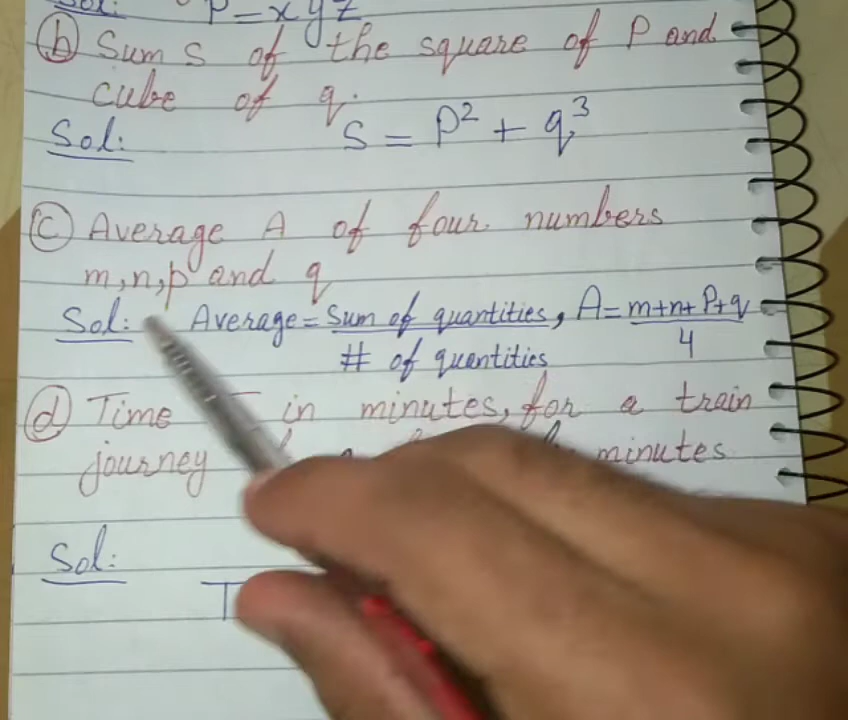 Sol: P = x y z
(b) Sum S of the square of P and
cube of q.
Sol: S = P² + q³
(c) Average A of four numbers
m,n,p and q
Sol: Average = Sum of quantities / # of quantities, A = m+n+P+q / 4
(d) Time T in minutes, for a train
journey minutes
Sol:
T